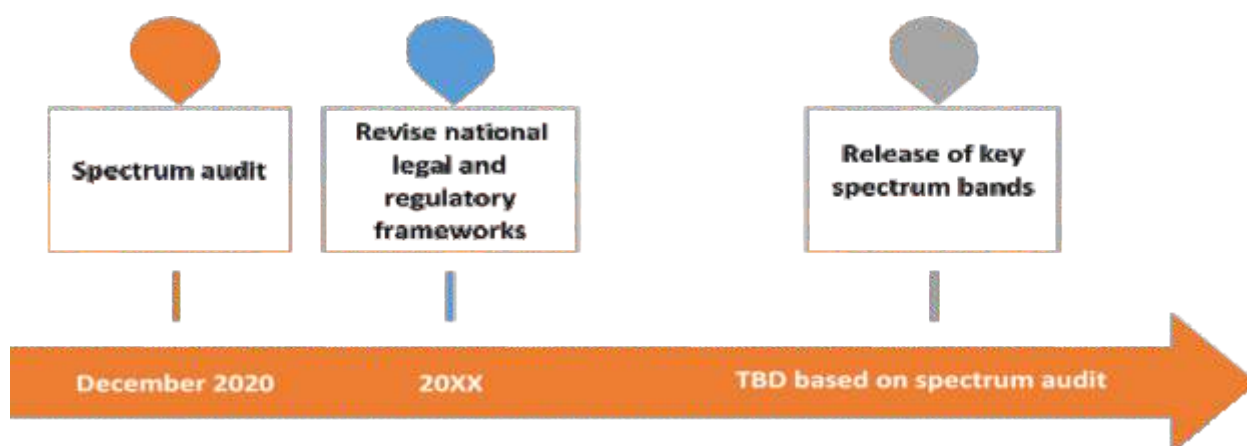 Spectrum audit
Revise national
legal and
regulatory
frameworks
Release of key
spectrum bands
December 2020
20XX
TBD based on spectrum audit